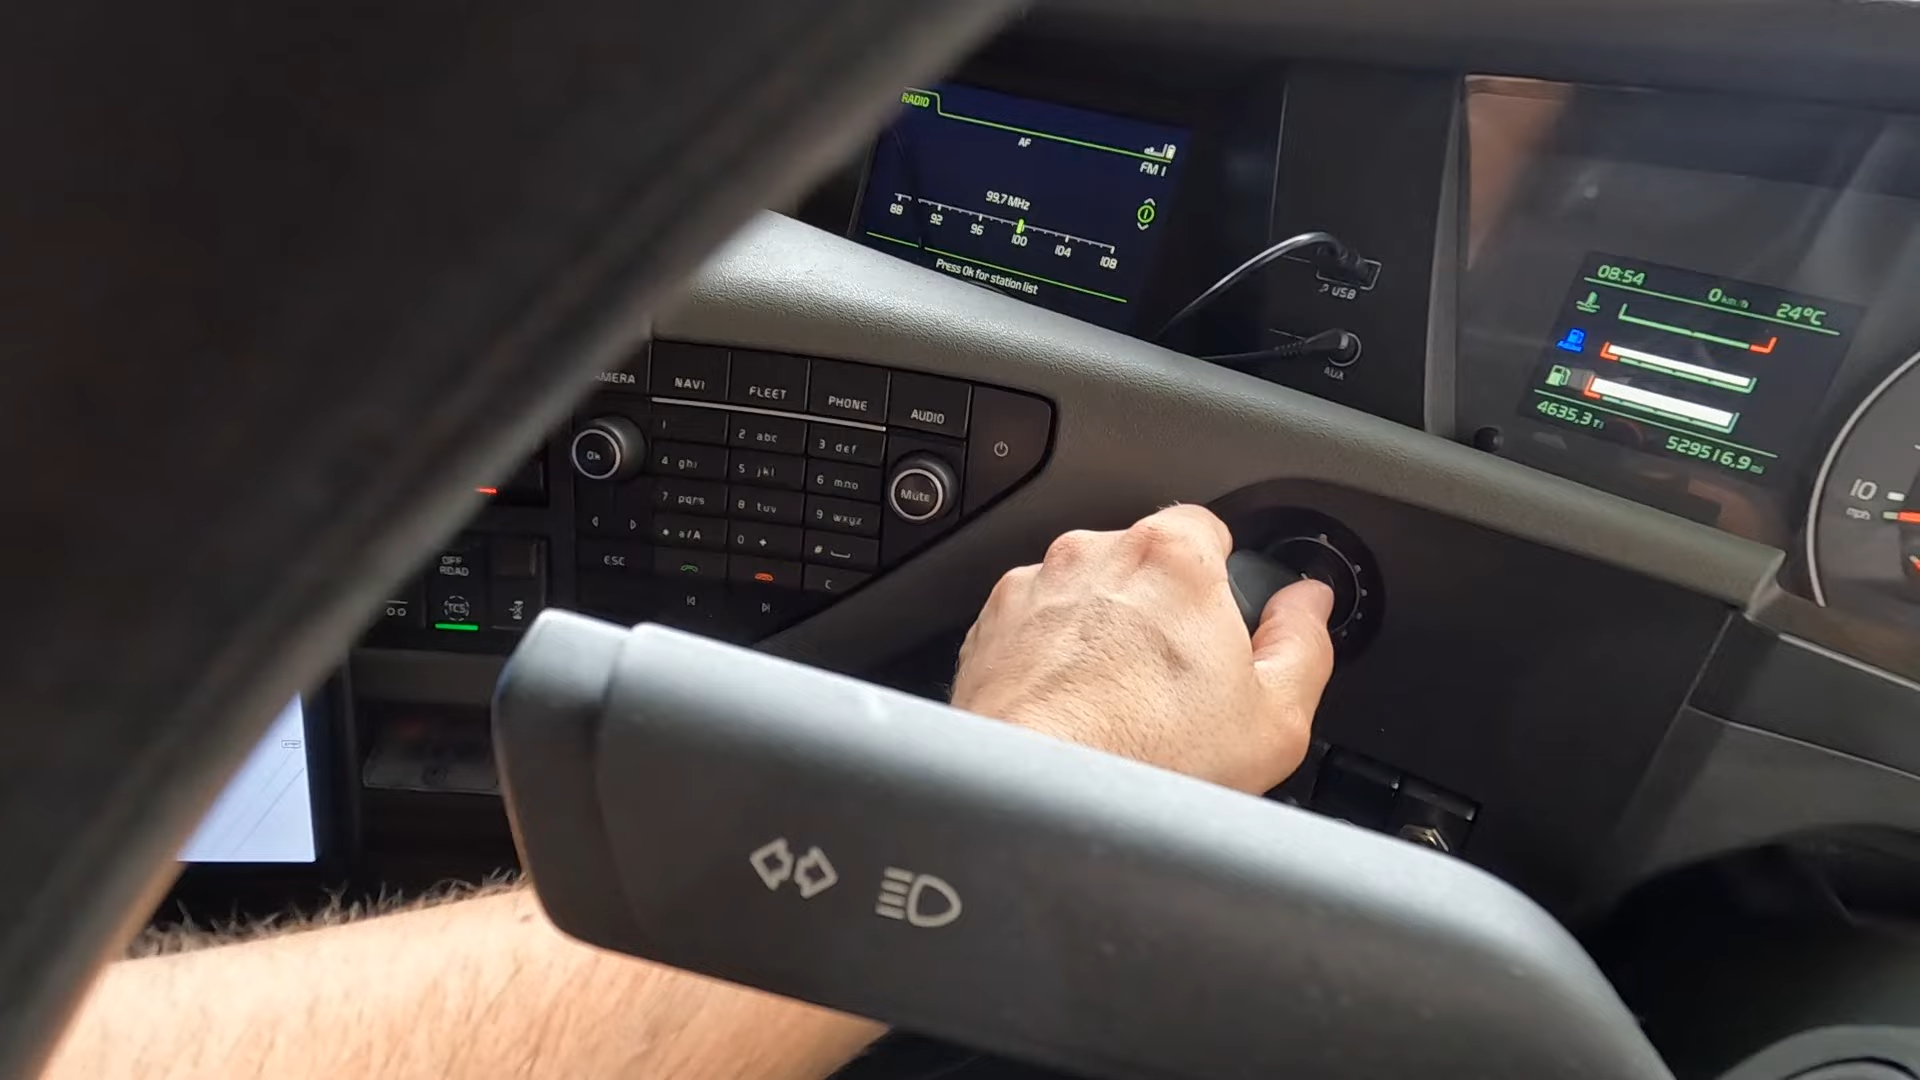 RADIO
AF
FM 1
99,7 MHz
88 92 96 100 104 108
Press Ok for station list
USB
AUX
08:54 0 km/h 24°C
4635,3
529516,9 mi
10
mph
NAVI FLEET PHONE AUDIO
Ok
Mute
1 2 abc 3 def
4 ghi 5 jkl 6 mno
7 pqrs 8 tuv 9 wxyz
* a/A 0 + #
ESC C
OFF
ROAD
TCS